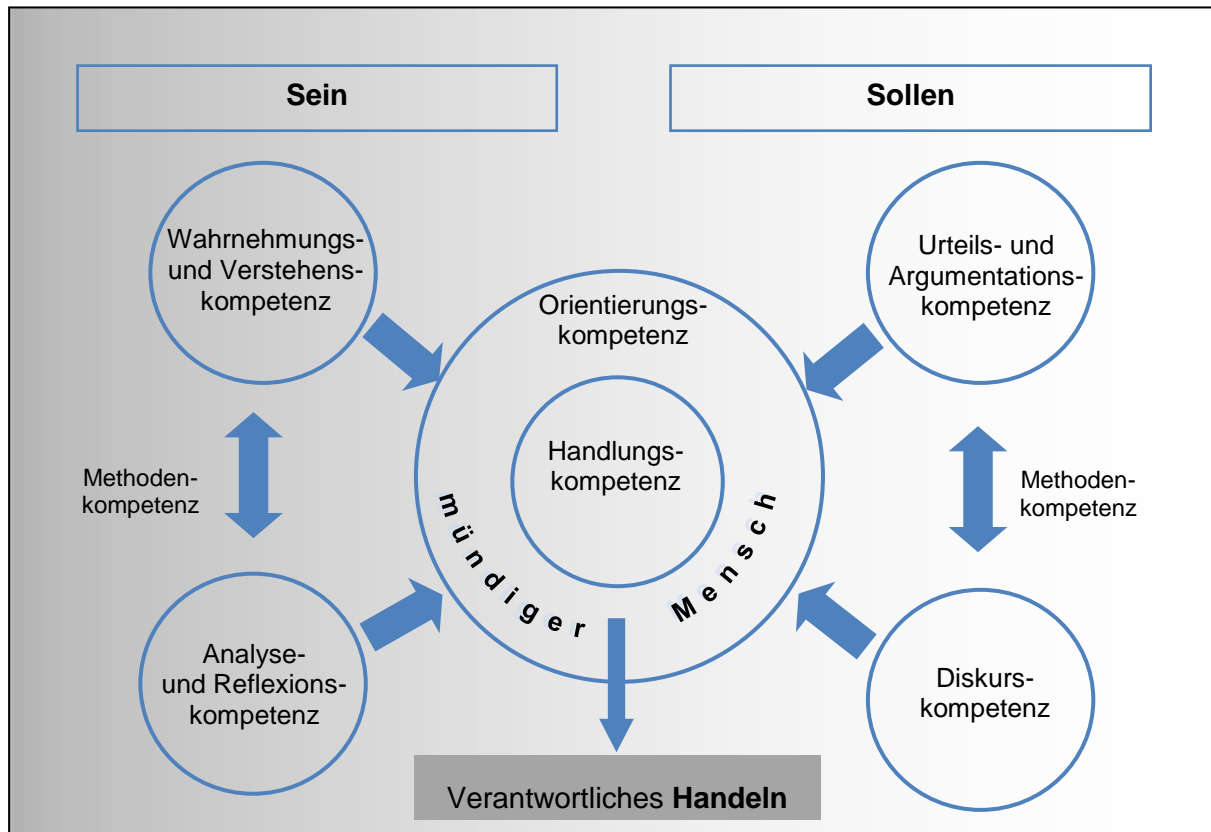 Sein
Sollen
Wahrnehmungs-
und Verstehens-
kompetenz
Urteils- und
Argumentations-
kompetenz
Orientierungs-
kompetenz
Handlungs-
kompetenz
mündiger Mensch
Methoden-
kompetenz
Methoden-
kompetenz
Analyse-
und Reflexions-
kompetenz
Diskurs-
kompetenz
Verantwortliches Handeln